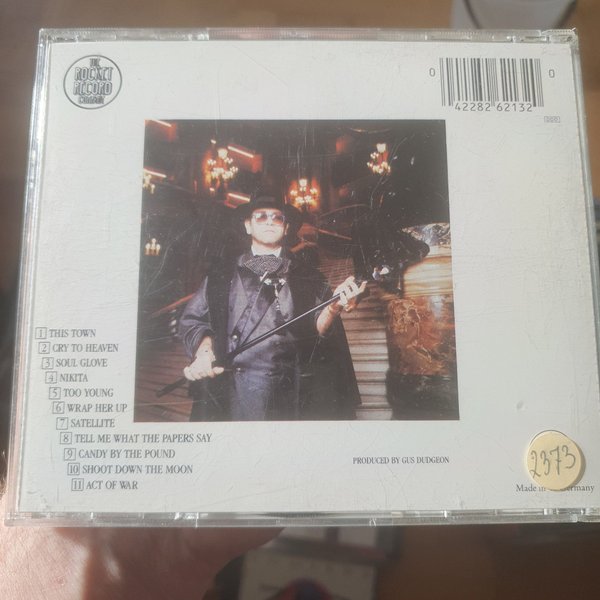 THE
ROCKET
RECORD
COMPANY
0 42282 62132 0
DDD
1 THIS TOWN
2 CRY TO HEAVEN
3 SOUL GLOVE
4 NIKITA
5 TOO YOUNG
6 WRAP HER UP
7 SATELLITE
8 TELL ME WHAT THE PAPERS SAY
9 CANDY BY THE POUND
10 SHOOT DOWN THE MOON
11 ACT OF WAR
PRODUCED BY GUS DUDGEON
2373
Made in Germany